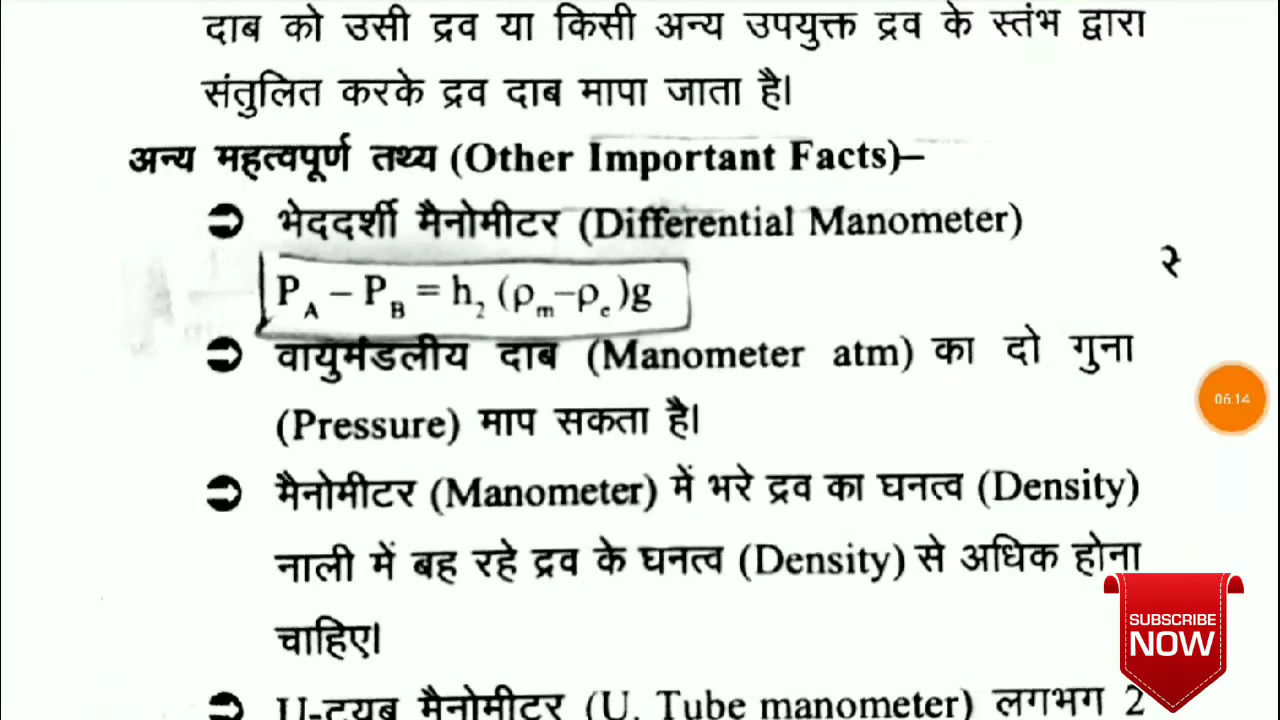 दाब को उसी द्रव या किसी अन्य उपयुक्त द्रव के स्तंभ द्वारा
संतुलित करके द्रव दाब मापा जाता है।
अन्य महत्वपूर्ण तथ्य (Other Important Facts)–
➲ भेददर्शी मैनोमीटर (Differential Manometer)
P_A – P_B = h_2 (ρ_m–ρ_c)g
२
➲ वायुमंडलीय दाब (Manometer atm) का दो गुना
(Pressure) माप सकता है।
06:14
➲ मैनोमीटर (Manometer) में भरे द्रव का घनत्व (Density)
नाली में बह रहे द्रव के घनत्व (Density) से अधिक होना
चाहिए।
SUBSCRIBE
NOW
➲ U-ट्यूब मैनोमीटर (U. Tube manometer) लगभग 2